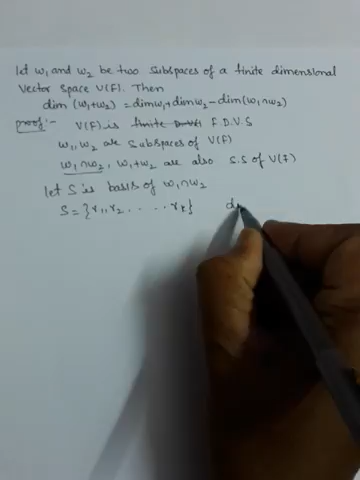 Let W₁ and W₂ be two subspaces of a finite dimensional
Vector space V(F). Then
dim (W₁+W₂) = dimW₁+dimW₂-dim(W₁∩W₂)
proof:- V(F) is F.D.V.S
W₁, W₂ are subspaces of V(F)
W₁∩W₂, W₁+W₂ are also S.S of V(F)
Let S is basis of W₁∩W₂
S={r₁,r₂.....rₖ} di